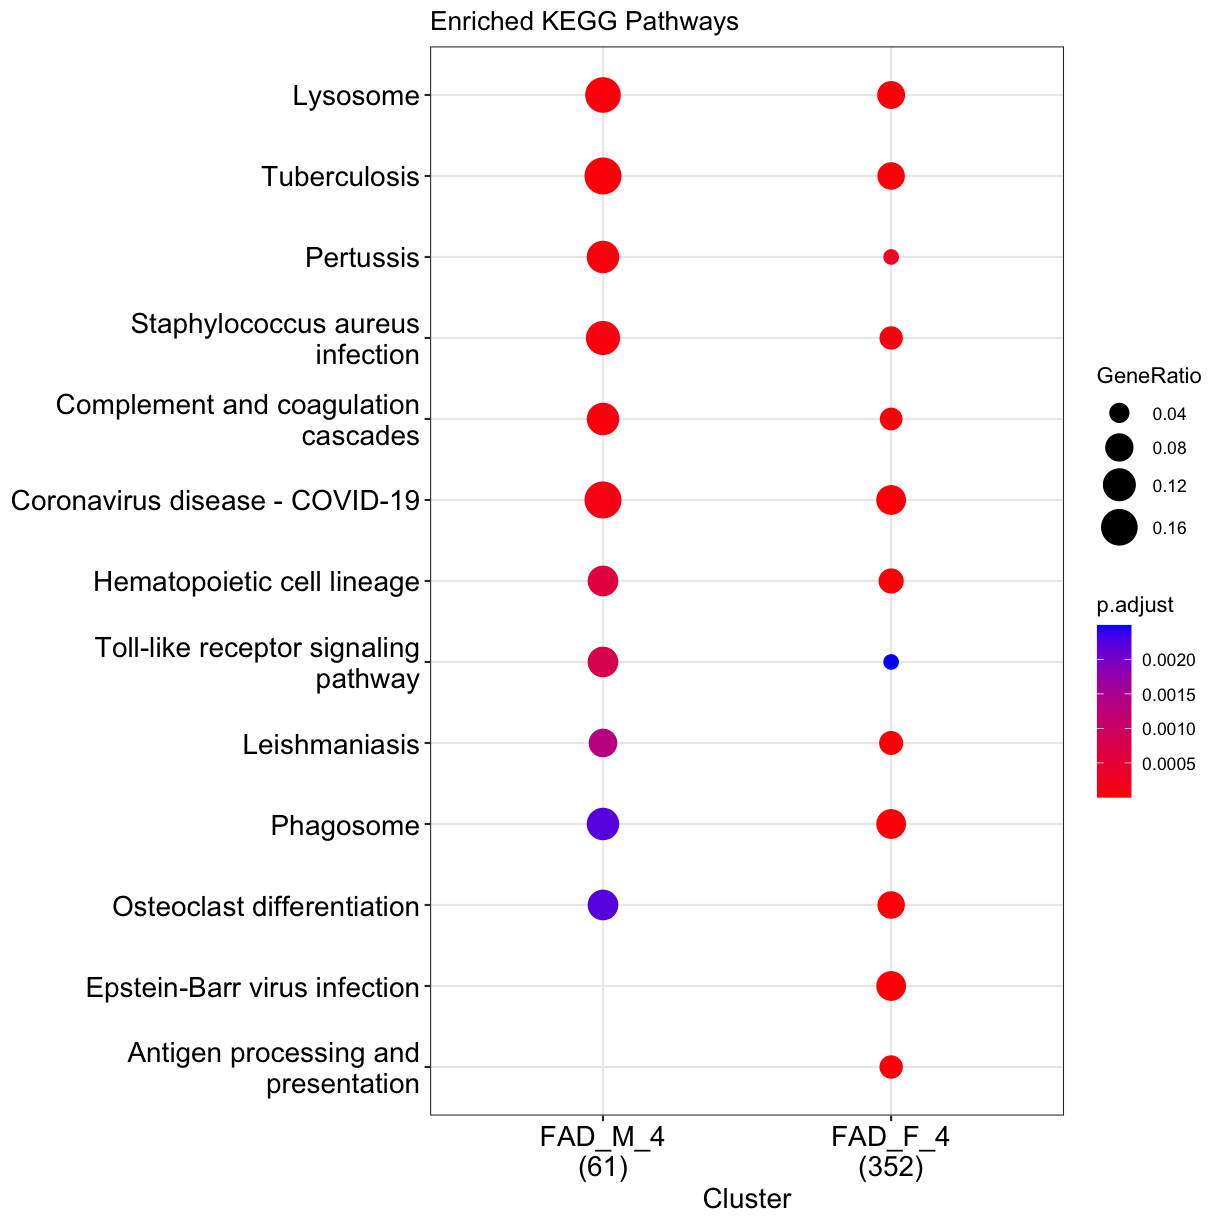 Enriched KEGG Pathways
Lysosome
Tuberculosis
Pertussis
Staphylococcus aureus
infection
Complement and coagulation
cascades
Coronavirus disease - COVID-19
Hematopoietic cell lineage
Toll-like receptor signaling
pathway
Leishmaniasis
Phagosome
Osteoclast differentiation
Epstein-Barr virus infection
Antigen processing and
presentation
FAD_M_4
(61)
FAD_F_4
(352)
Cluster
GeneRatio
0.04
0.08
0.12
0.16
p.adjust
0.0020
0.0015
0.0010
0.0005